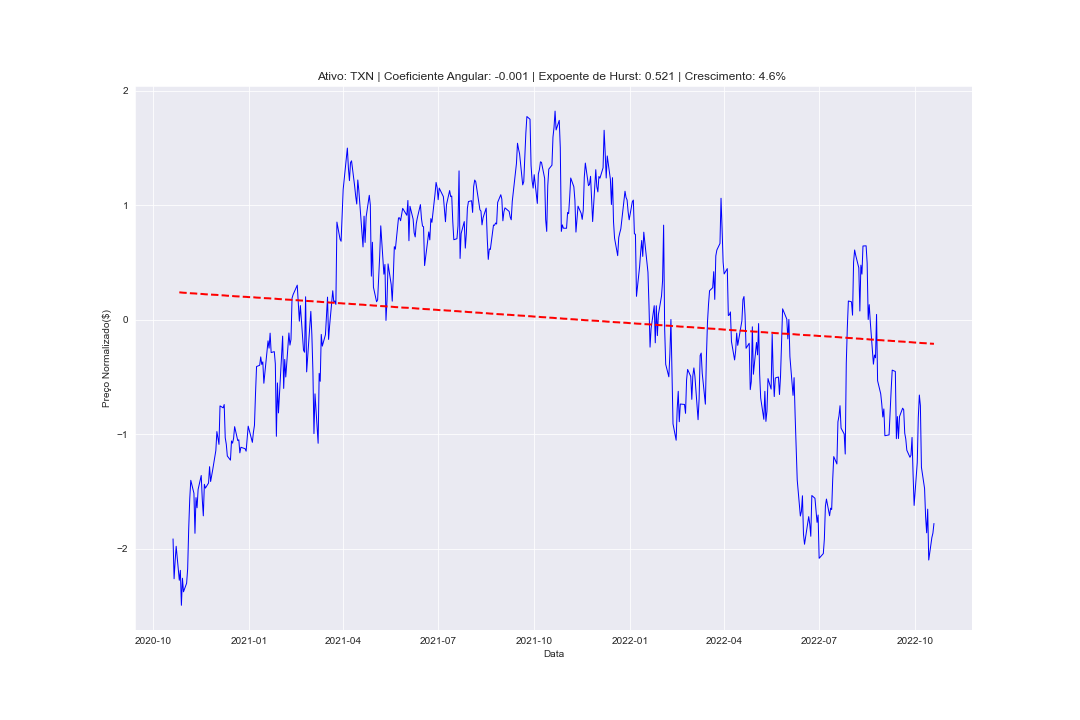 Ativo: TXN | Coeficiente Angular: -0.001 | Expoente de Hurst: 0.521 | Crescimento: 4.6%
2
1
0
−1
−2
Preço Normalizado($)
2020-10 2021-01 2021-04 2021-07 2021-10 2022-01 2022-04 2022-07 2022-10
Data